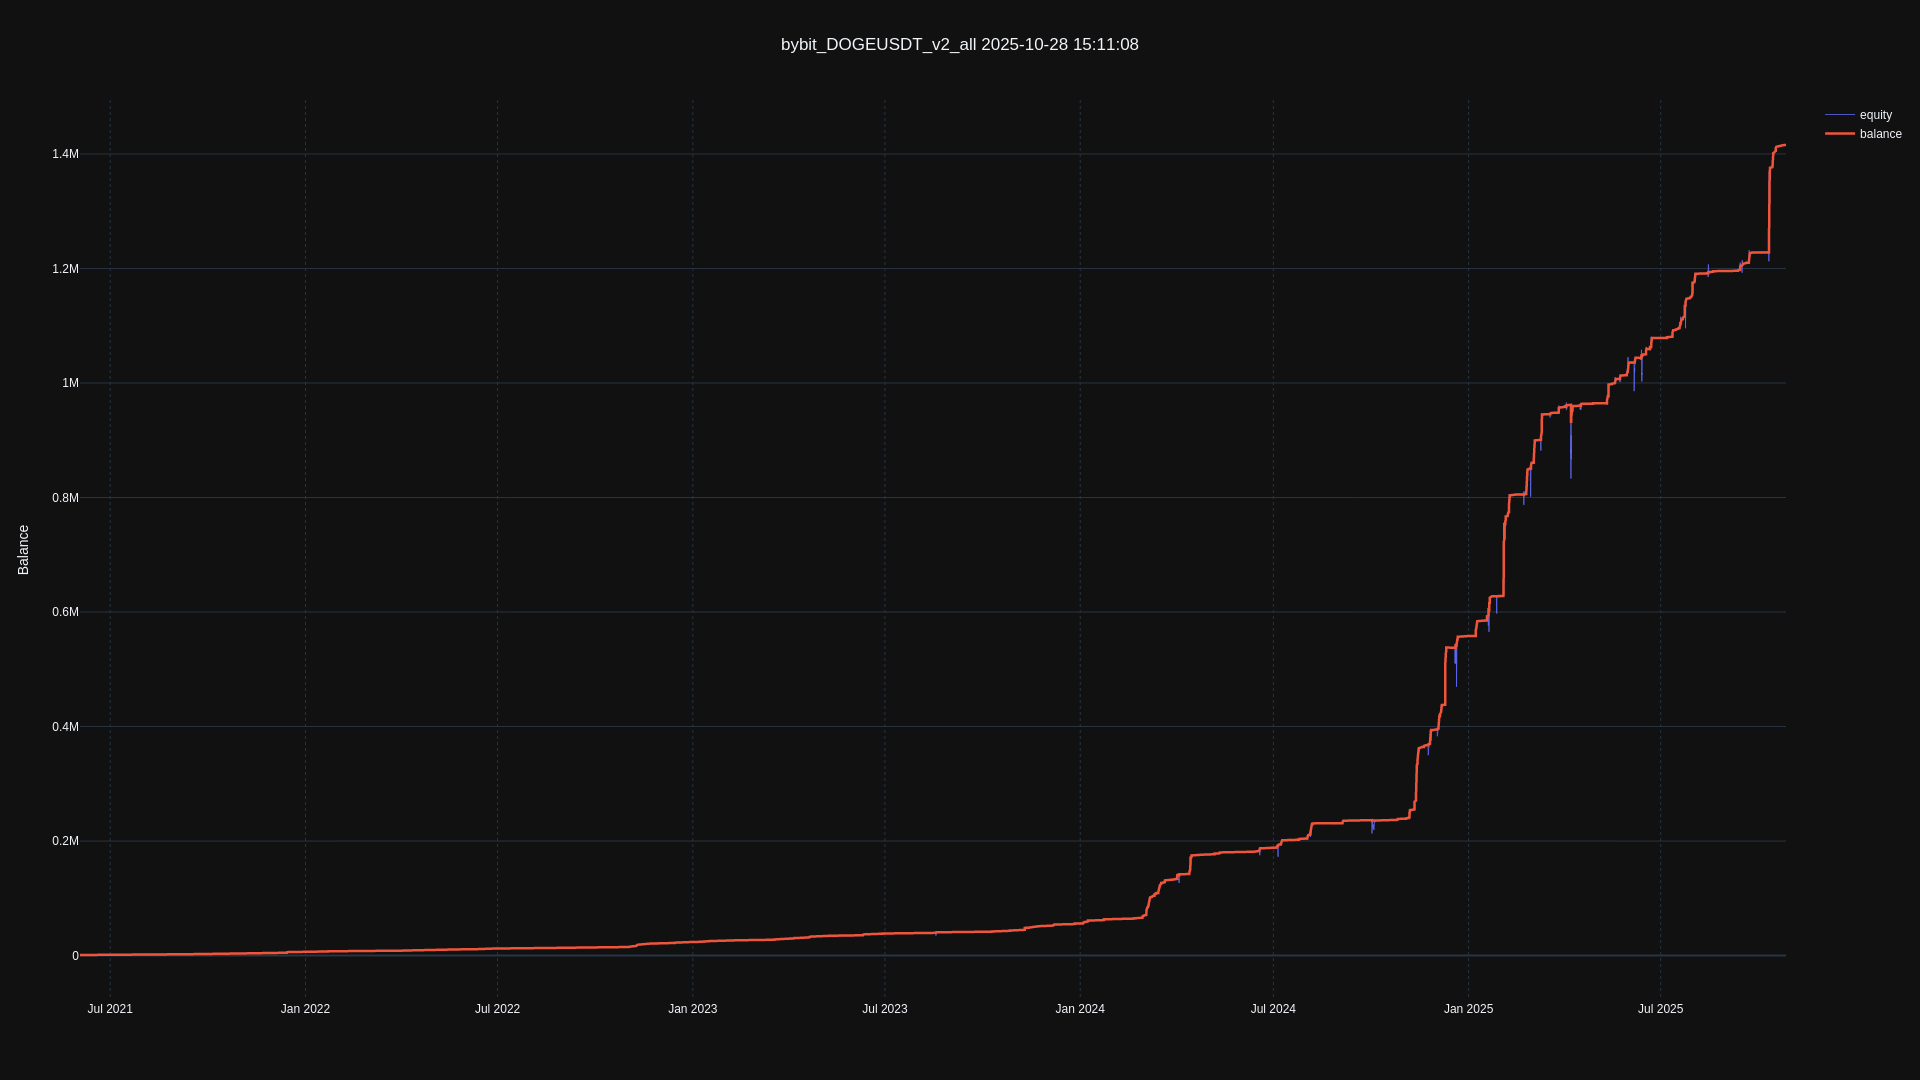 bybit_DOGEUSDT_v2_all 2025-10-28 15:11:08
equity
balance
Balance
1.4M
1.2M
1M
0.8M
0.6M
0.4M
0.2M
0
Jul 2021
Jan 2022
Jul 2022
Jan 2023
Jul 2023
Jan 2024
Jul 2024
Jan 2025
Jul 2025